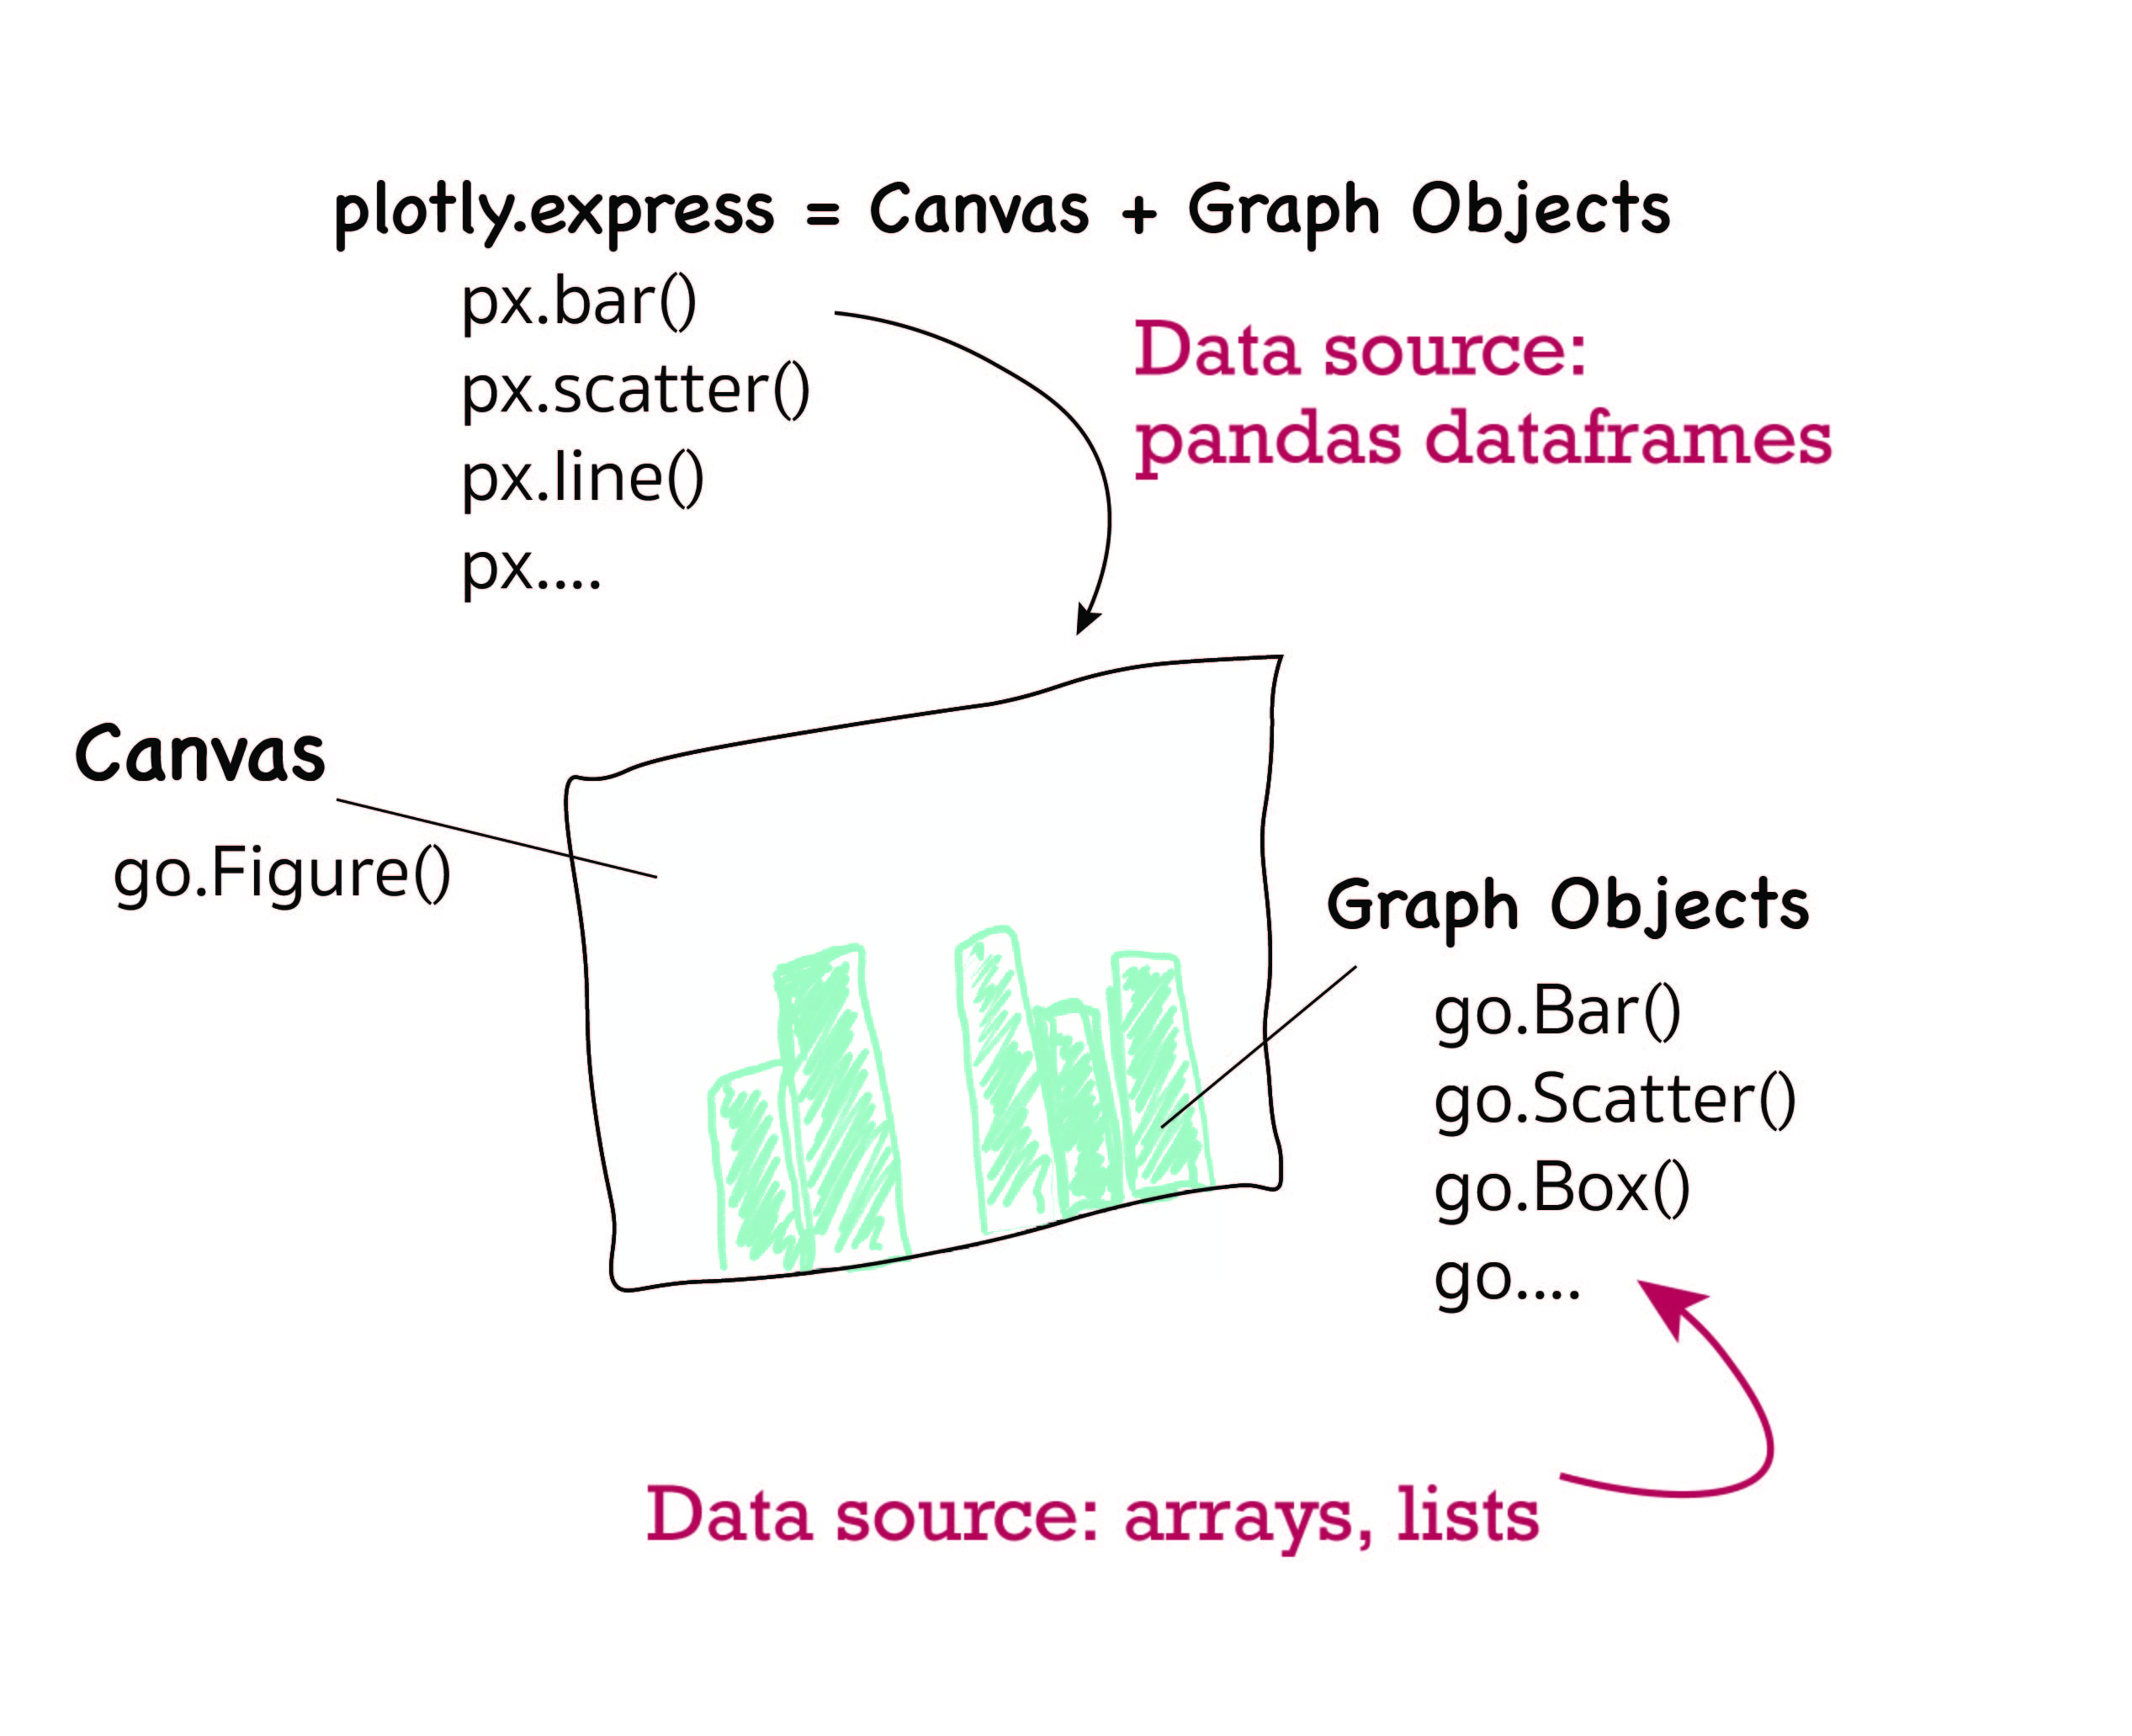 plotly.express = Canvas + Graph Objects
px.bar()
px.scatter()
px.line()
px....
Data source:
pandas dataframes
Canvas
go.Figure()
Graph Objects
go.Bar()
go.Scatter()
go.Box()
go....
Data source: arrays, lists